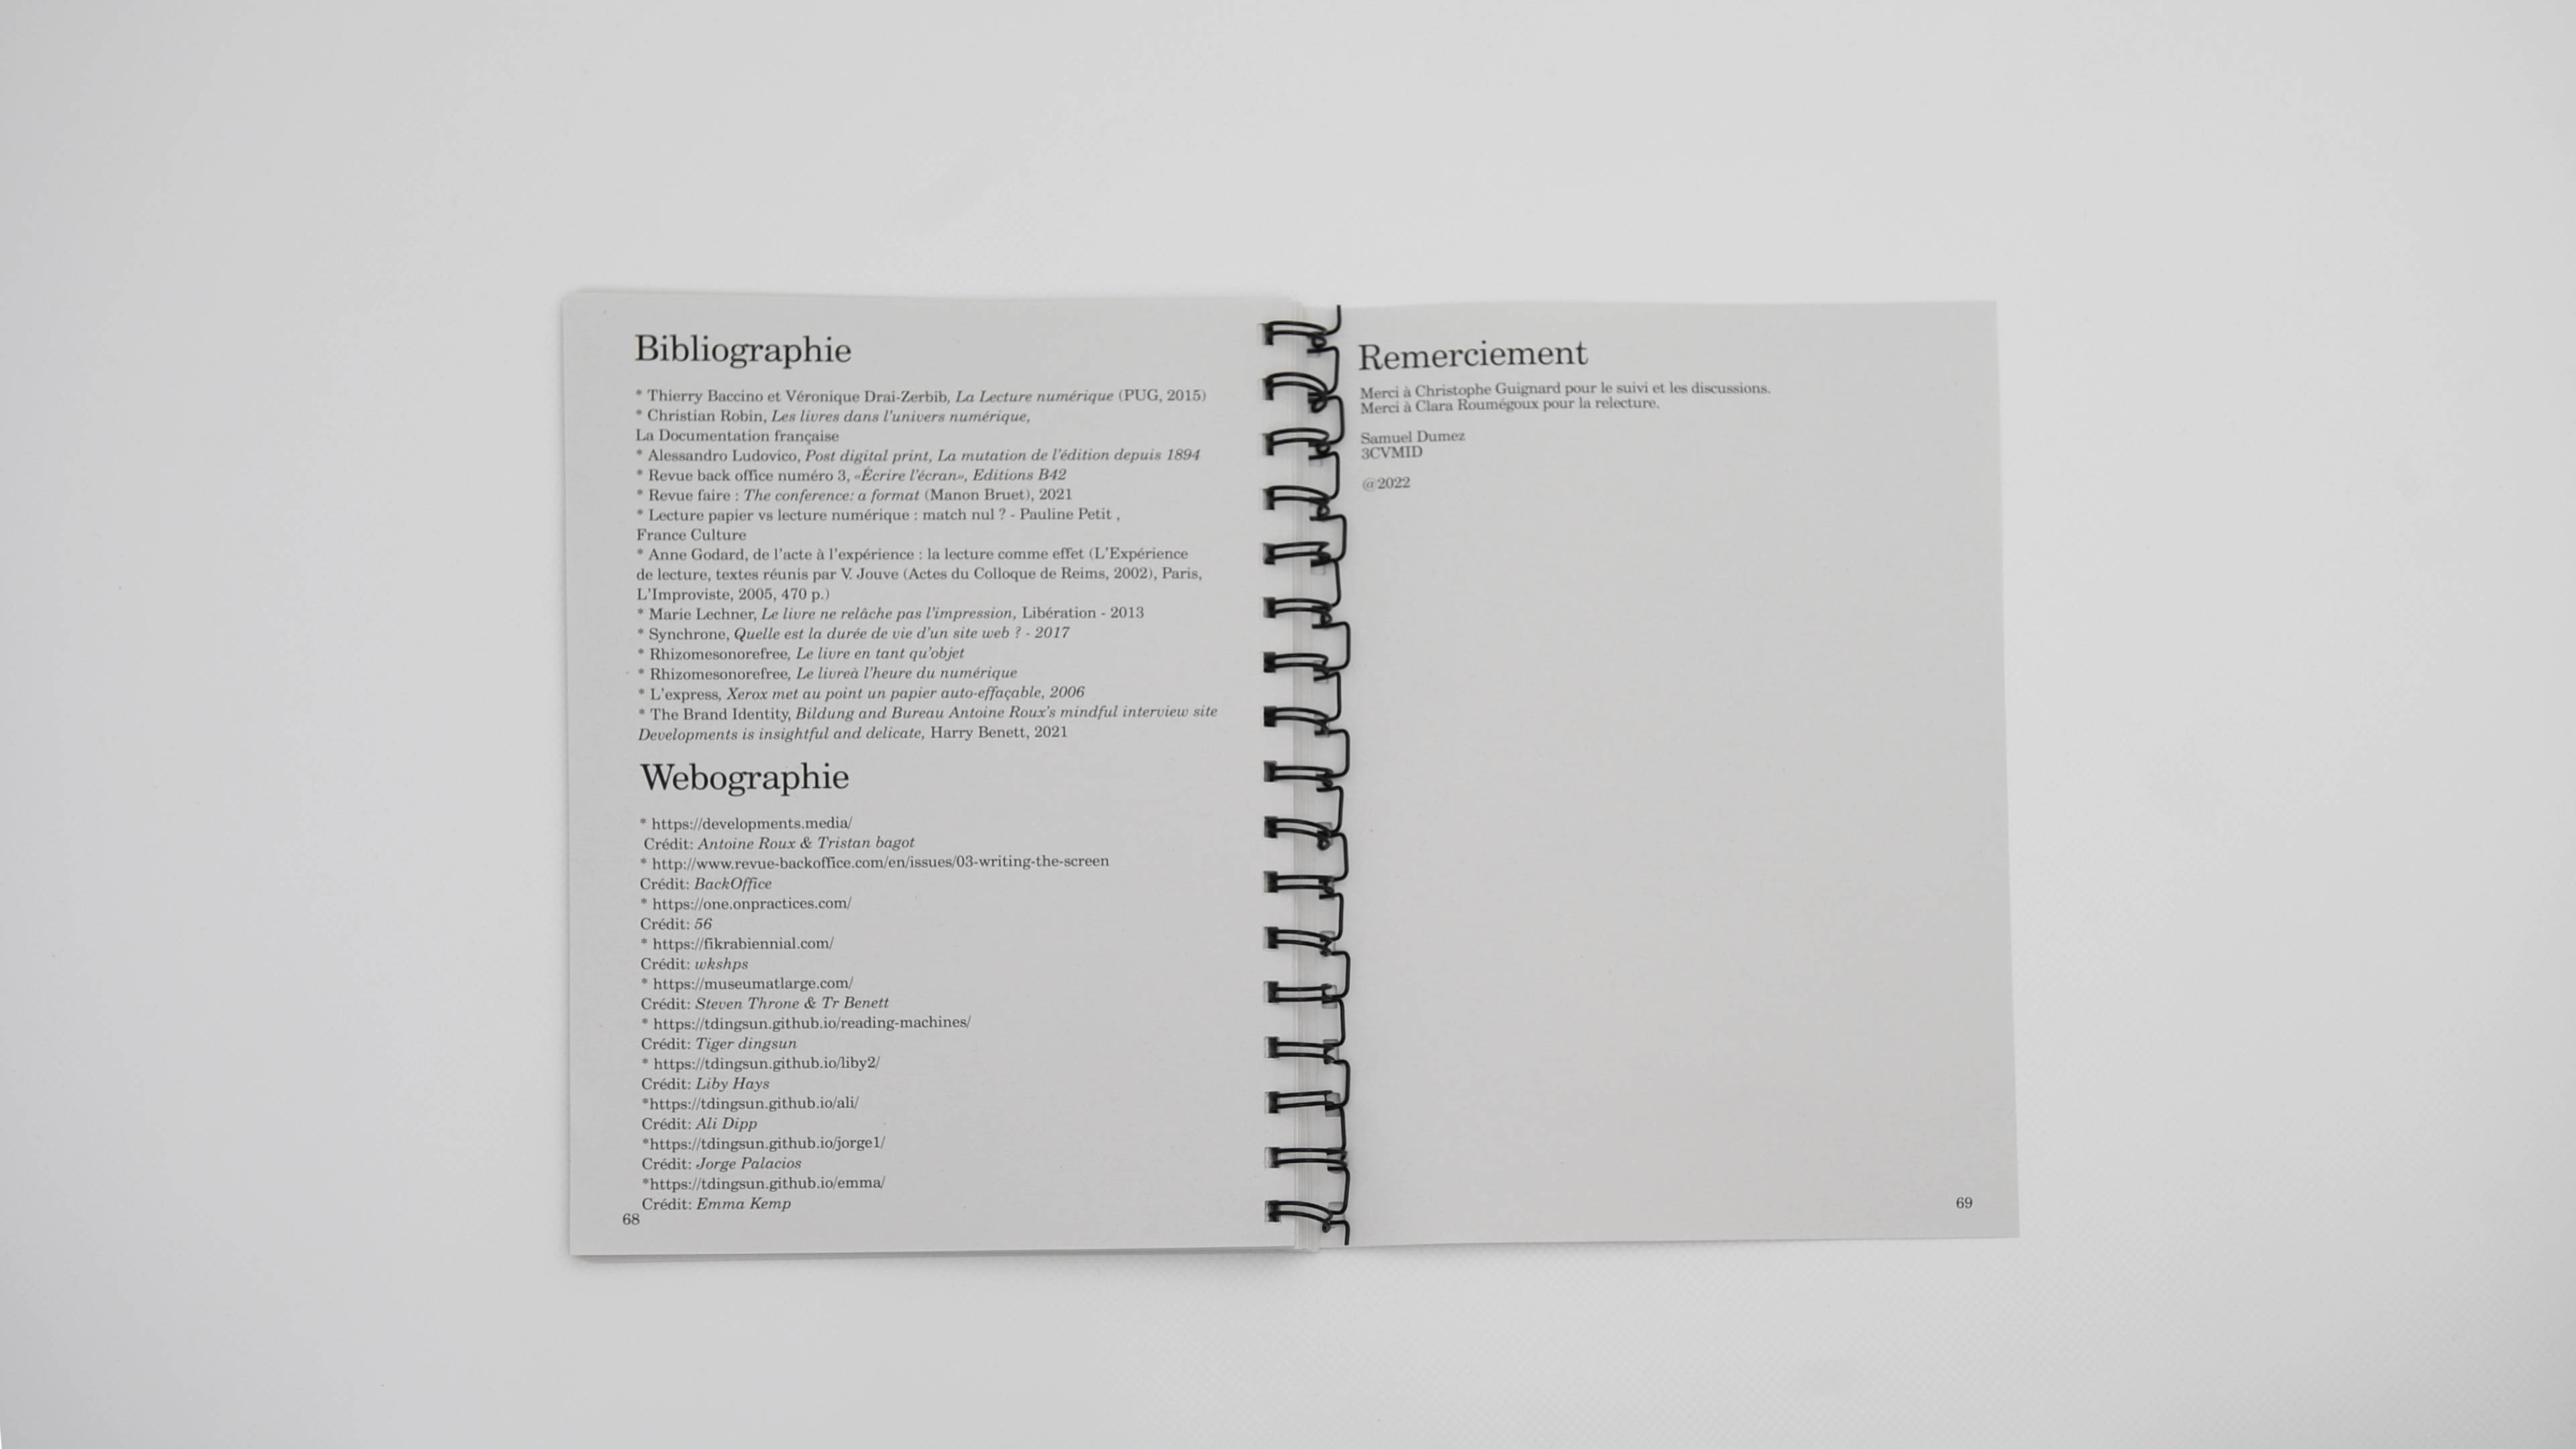 Bibliographie
* Thierry Baccino et Véronique Drai-Zerbib, La Lecture numérique (PUG, 2015)
* Christian Robin, Les livres dans l'univers numérique,
La Documentation française
* Alessandro Ludovico, Post digital print, La mutation de l'édition depuis 1894
* Revue back office numéro 3, «Écrire l'écran», Editions B42
* Revue faire : The conference: a format (Manon Bruet), 2021
* Lecture papier vs lecture numérique : match nul ? - Pauline Petit ,
France Culture
* Anne Godard, de l'acte à l'expérience : la lecture comme effet (L'Expérience
de lecture, textes réunis par V. Jouve (Actes du Colloque de Reims, 2002), Paris,
L'Improviste, 2005, 470 p.)
* Marie Lechner, Le livre ne relâche pas l'impression, Libération - 2013
* Synchrone, Quelle est la durée de vie d'un site web ? - 2017
* Rhizomesonorefree, Le livre en tant qu'objet
* Rhizomesonorefree, Le livreà l'heure du numérique
* L'express, Xerox met au point un papier auto-effaçable, 2006
* The Brand Identity, Bildung and Bureau Antoine Roux's mindful interview site
Developments is insightful and delicate, Harry Benett, 2021
Webographie
* https://developments.media/
Crédit: Antoine Roux & Tristan bagot
* http://www.revue-backoffice.com/en/issues/03-writing-the-screen
Crédit: BackOffice
* https://one.onpractices.com/
Crédit: 56
* https://fikrabiennial.com/
Crédit: wkshps
* https://museumatlarge.com/
Crédit: Steven Throne & Tr Benett
* https://tdingsun.github.io/reading-machines/
Crédit: Tiger dingsun
* https://tdingsun.github.io/liby2/
Crédit: Liby Hays
*https://tdingsun.github.io/ali/
Crédit: Ali Dipp
*https://tdingsun.github.io/jorge1/
Crédit: Jorge Palacios
*https://tdingsun.github.io/emma/
Crédit: Emma Kemp
68
Remerciement
Merci à Christophe Guignard pour le suivi et les discussions.
Merci à Clara Roumégoux pour la relecture.
Samuel Dumez
3CVMID
@2022
69